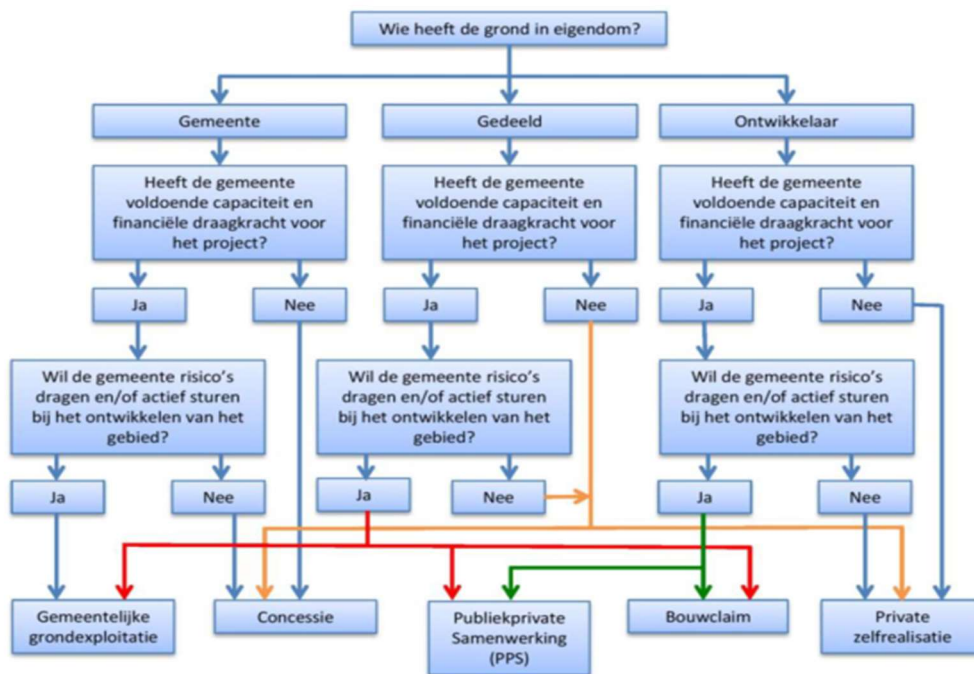 Wie heeft de grond in eigendom?
Gemeente
Gedeeld
Ontwikkelaar
Heeft de gemeente
voldoende capaciteit en
financiële draagkracht voor
het project?
Heeft de gemeente
voldoende capaciteit en
financiële draagkracht voor
het project?
Heeft de gemeente
voldoende capaciteit en
financiële draagkracht voor
het project?
Ja
Nee
Ja
Nee
Ja
Nee
Wil de gemeente risico's
dragen en/of actief sturen
bij het ontwikkelen van het
gebied?
Wil de gemeente risico's
dragen en/of actief sturen
bij het ontwikkelen van het
gebied?
Wil de gemeente risico's
dragen en/of actief sturen
bij het ontwikkelen van het
gebied?
Ja
Nee
Ja
Nee
Ja
Nee
Gemeentelijke
grondexploitatie
Concessie
Publiekprivate
Samenwerking
(PPS)
Bouwclaim
Private
zelfrealisatie